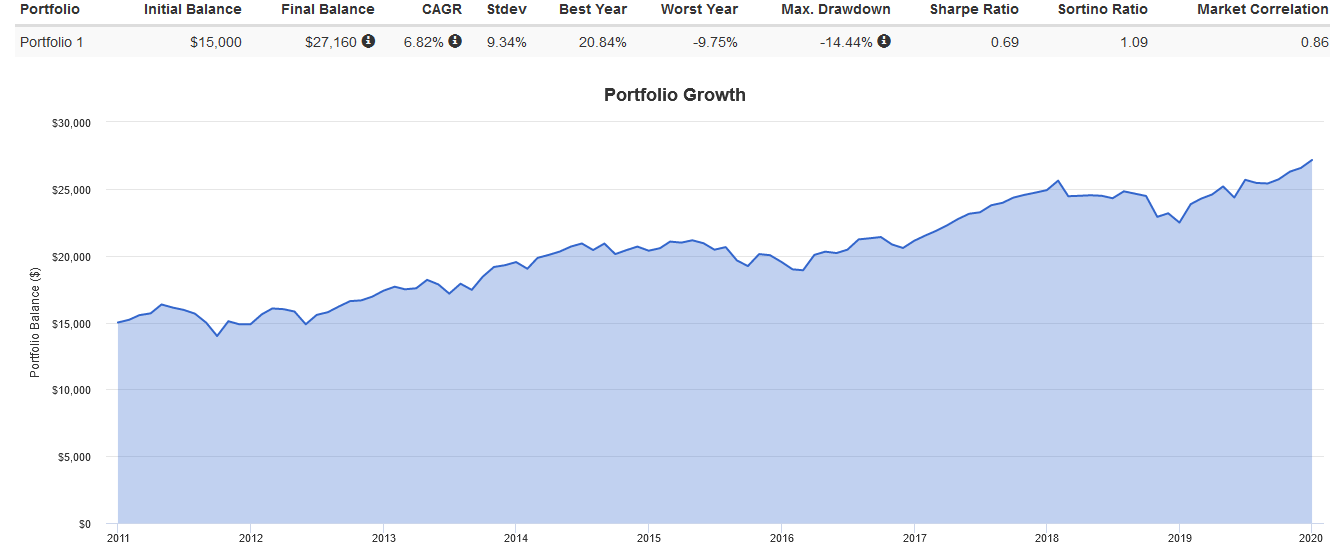 Portfolio Initial Balance Final Balance CAGR Stdev Best Year Worst Year Max. Drawdown Sharpe Ratio Sortino Ratio Market Correlation
Portfolio 1 $15,000 $27,160 6.82% 9.34% 20.84% -9.75% -14.44% 0.69 1.09 0.86
Portfolio Growth
Portfolio Balance ($)
$30,000
$25,000
$20,000
$15,000
$10,000
$5,000
$0
2011 2012 2013 2014 2015 2016 2017 2018 2019 2020